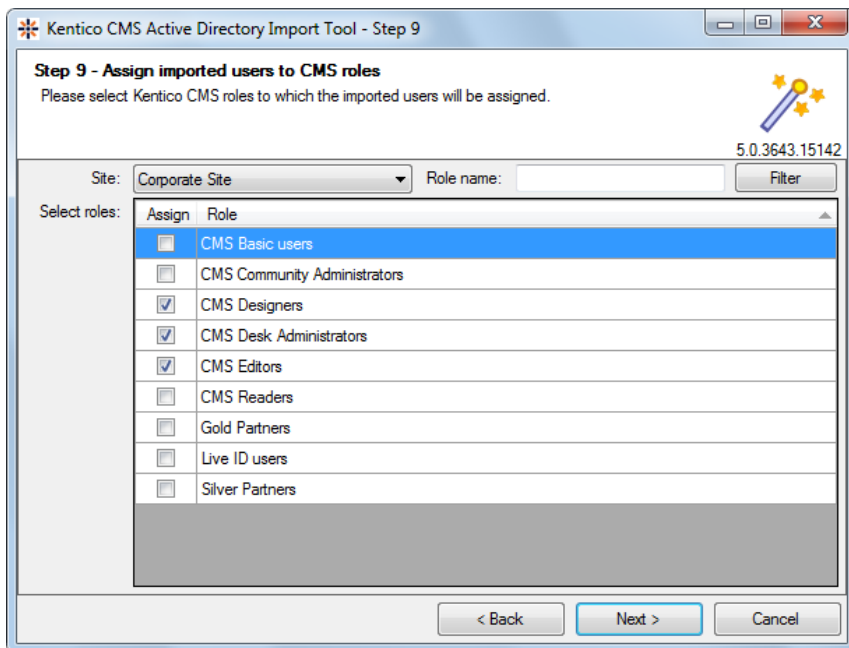 Kentico CMS Active Directory Import Tool - Step 9
Step 9 - Assign imported users to CMS roles
Please select Kentico CMS roles to which the imported users will be assigned.
5.0.3643.15142
Site: Corporate Site Role name: Filter
Select roles: Assign Role
CMS Basic users
CMS Community Administrators
CMS Designers
CMS Desk Administrators
CMS Editors
CMS Readers
Gold Partners
Live ID users
Silver Partners
< Back Next > Cancel